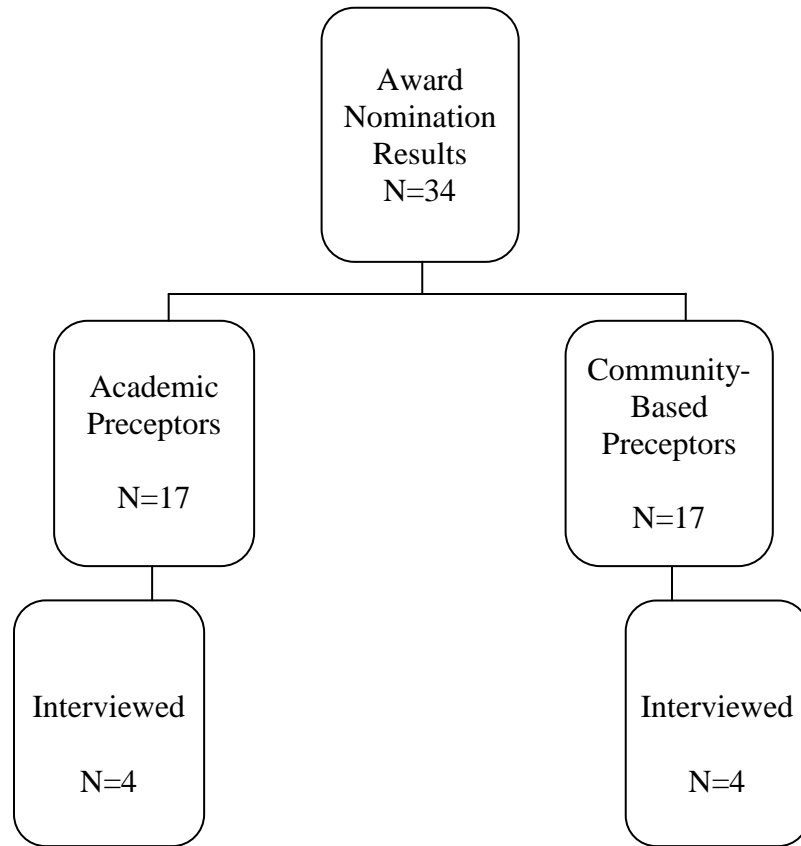 Award
Nomination
Results
N=34
Academic
Preceptors
N=17
Community-
Based
Preceptors
N=17
Interviewed
N=4
Interviewed
N=4